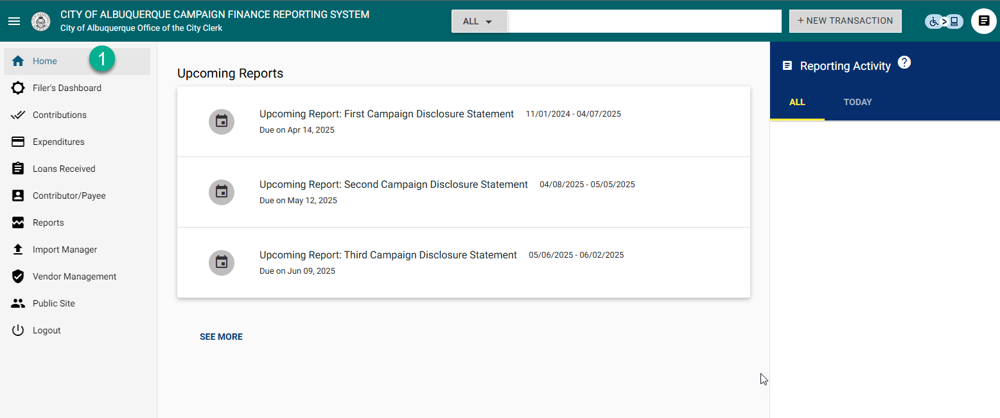 CITY OF ALBUQUERQUE CAMPAIGN FINANCE REPORTING SYSTEM
City of Albuquerque Office of the City Clerk
ALL
+ NEW TRANSACTION
Home
1
Filer's Dashboard
Contributions
Expenditures
Loans Received
Contributor/Payee
Reports
Import Manager
Vendor Management
Public Site
Logout
Upcoming Reports
Upcoming Report: First Campaign Disclosure Statement 11/01/2024 - 04/07/2025
Due on Apr 14, 2025
Upcoming Report: Second Campaign Disclosure Statement 04/08/2025 - 05/05/2025
Due on May 12, 2025
Upcoming Report: Third Campaign Disclosure Statement 05/06/2025 - 06/02/2025
Due on Jun 09, 2025
SEE MORE
Reporting Activity ?
ALL TODAY